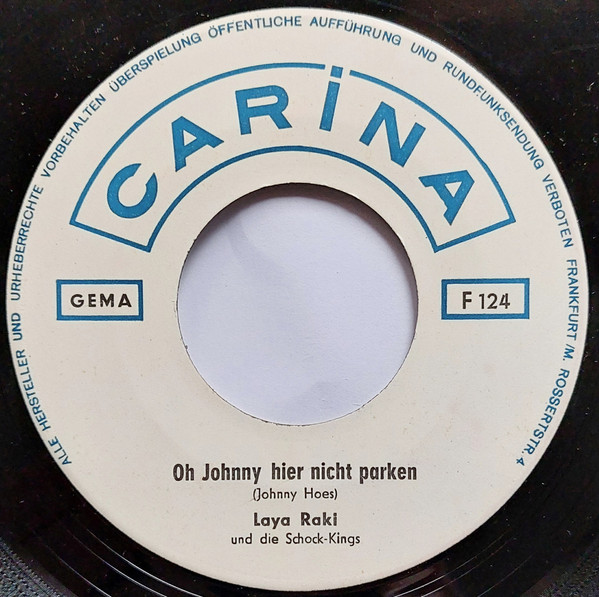 ALLE HERSTELLER UND URHEBERRECHTE VORBEHALTEN ÜBERSPIELUNG ÖFFENTLICHE AUFFÜHRUNG UND RUNDFUNKSENDUNG VERBOTEN FRANKFURT /M. ROSSERTSTR. 4
CARiNA
GEMA
F 124
Oh Johnny hier nicht parken
(Johnny Hoes)
Laya Raki
und die Schock-Kings